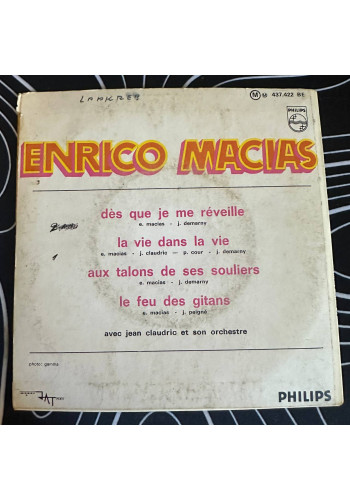 M M 437.422 BE
PHILIPS
ENRICO MACIAS
dès que je me réveille
e. macias - j. demarny
la vie dans la vie
e. macias - j. claudric - p. cour - j. demarny
aux talons de ses souliers
e. macias - j. demarny
le feu des gitans
e. macias - j. peigné
avec jean claudric et son orchestre
photo: gamma
PHILIPS